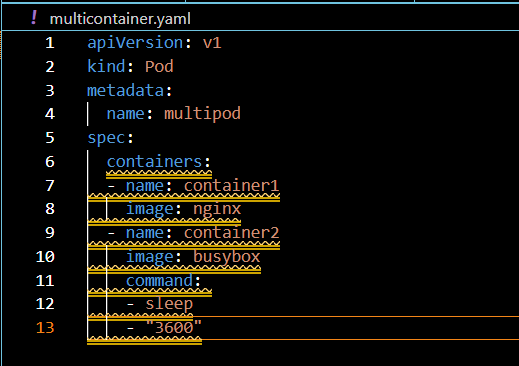 ! multicontainer.yaml
1 apiVersion: v1
2 kind: Pod
3 metadata:
4   name: multipod
5 spec:
6   containers:
7   - name: container1
8     image: nginx
9   - name: container2
10     image: busybox
11     command:
12     - sleep
13     - "3600"